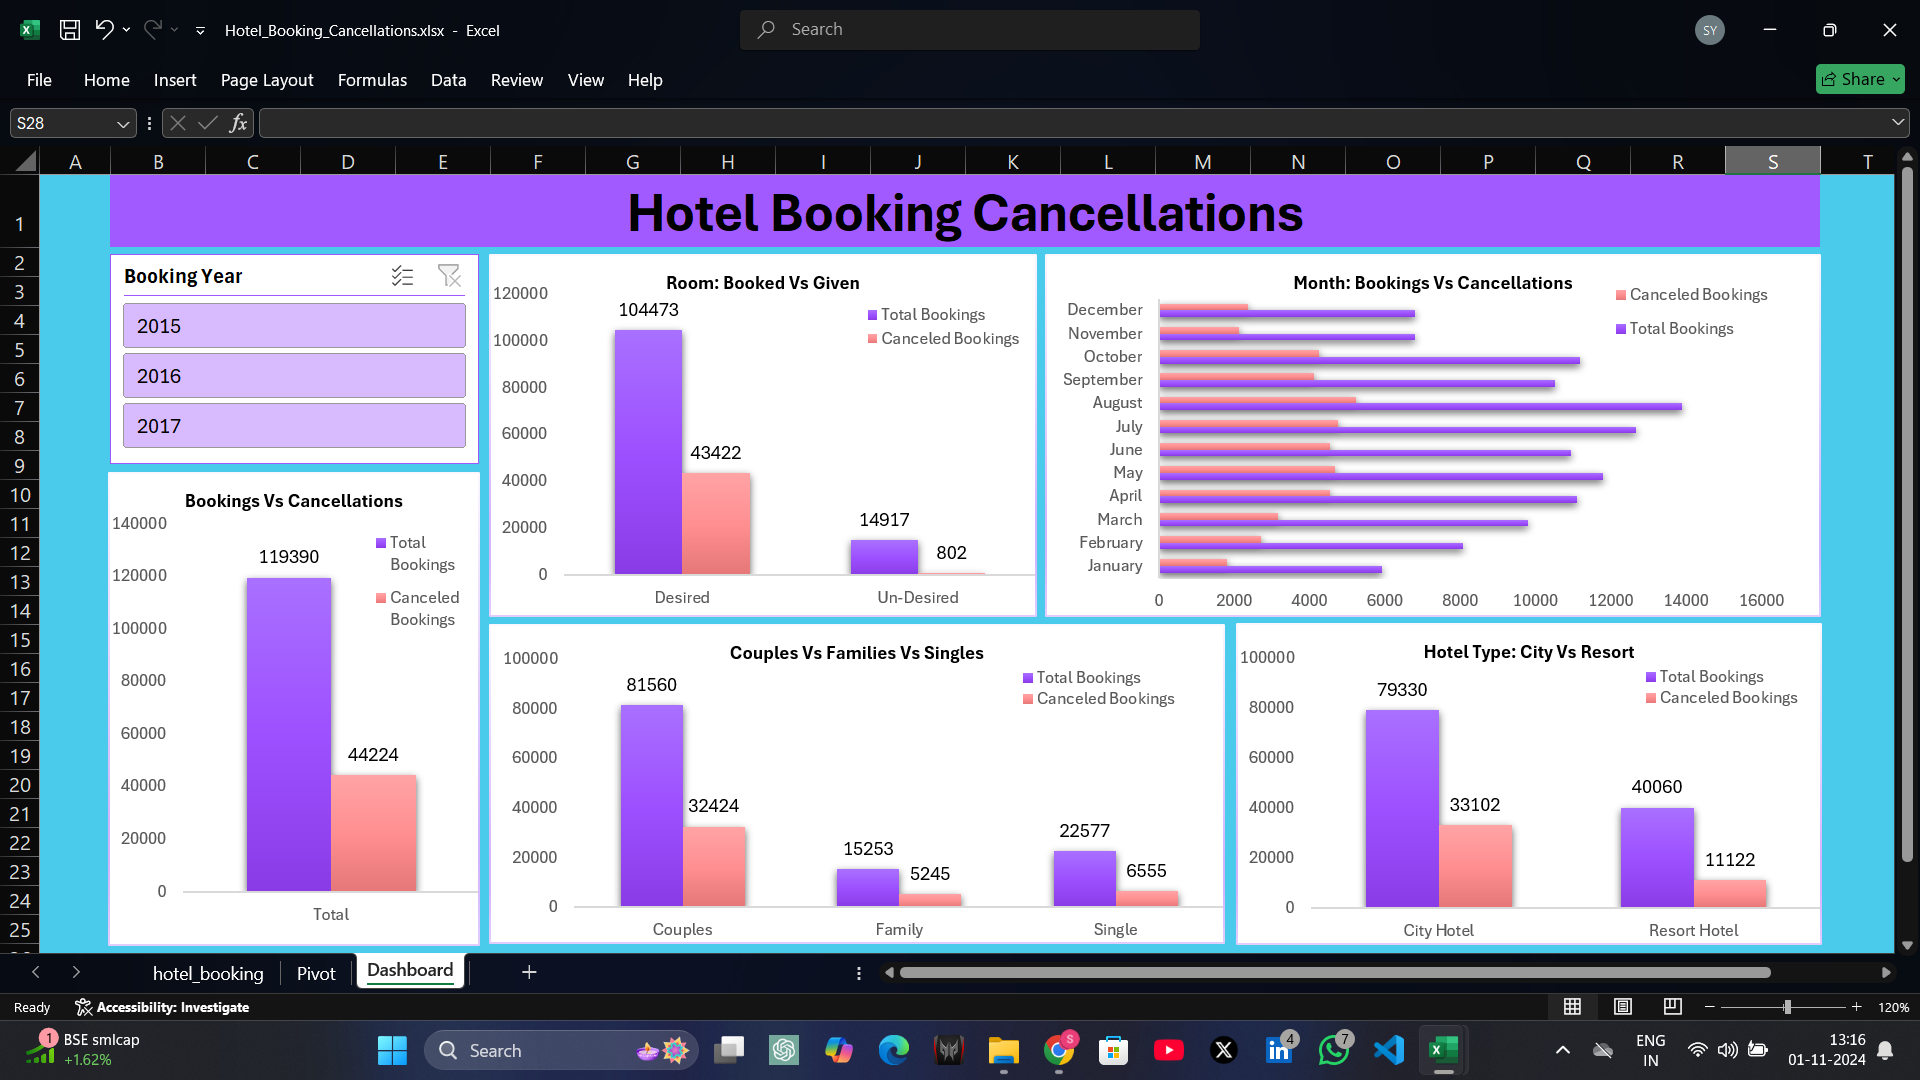 Hotel_Booking_Cancellations.xlsx - Excel
Search
SY
File Home Insert Page Layout Formulas Data Review View Help
Share
S28
fx
A B C D E F G H I J K L M N O P Q R S T
1
2
3
4
5
6
7
8
9
10
11
12
13
14
15
16
17
18
19
20
21
22
23
24
25
Hotel Booking Cancellations
Booking Year
2015
2016
2017
Bookings Vs Cancellations
140000
120000
100000
80000
60000
40000
20000
0
119390
44224
Total
Bookings
Canceled
Bookings
Total
Room: Booked Vs Given
120000
100000
80000
60000
40000
20000
0
104473
43422
14917
802
Total Bookings
Canceled Bookings
Desired Un-Desired
Month: Bookings Vs Cancellations
Canceled Bookings
Total Bookings
December
November
October
September
August
July
June
May
April
March
February
January
0 2000 4000 6000 8000 10000 12000 14000 16000
Couples Vs Families Vs Singles
100000
80000
60000
40000
20000
0
81560
32424
15253
5245
22577
6555
Total Bookings
Canceled Bookings
Couples Family Single
Hotel Type: City Vs Resort
100000
80000
60000
40000
20000
0
79330
33102
40060
11122
Total Bookings
Canceled Bookings
City Hotel Resort Hotel
hotel_booking Pivot Dashboard
Ready Accessibility: Investigate
120%
1
BSE smlcap
+1.62%
Search
S
4
7
ENG
IN
13:16
01-11-2024